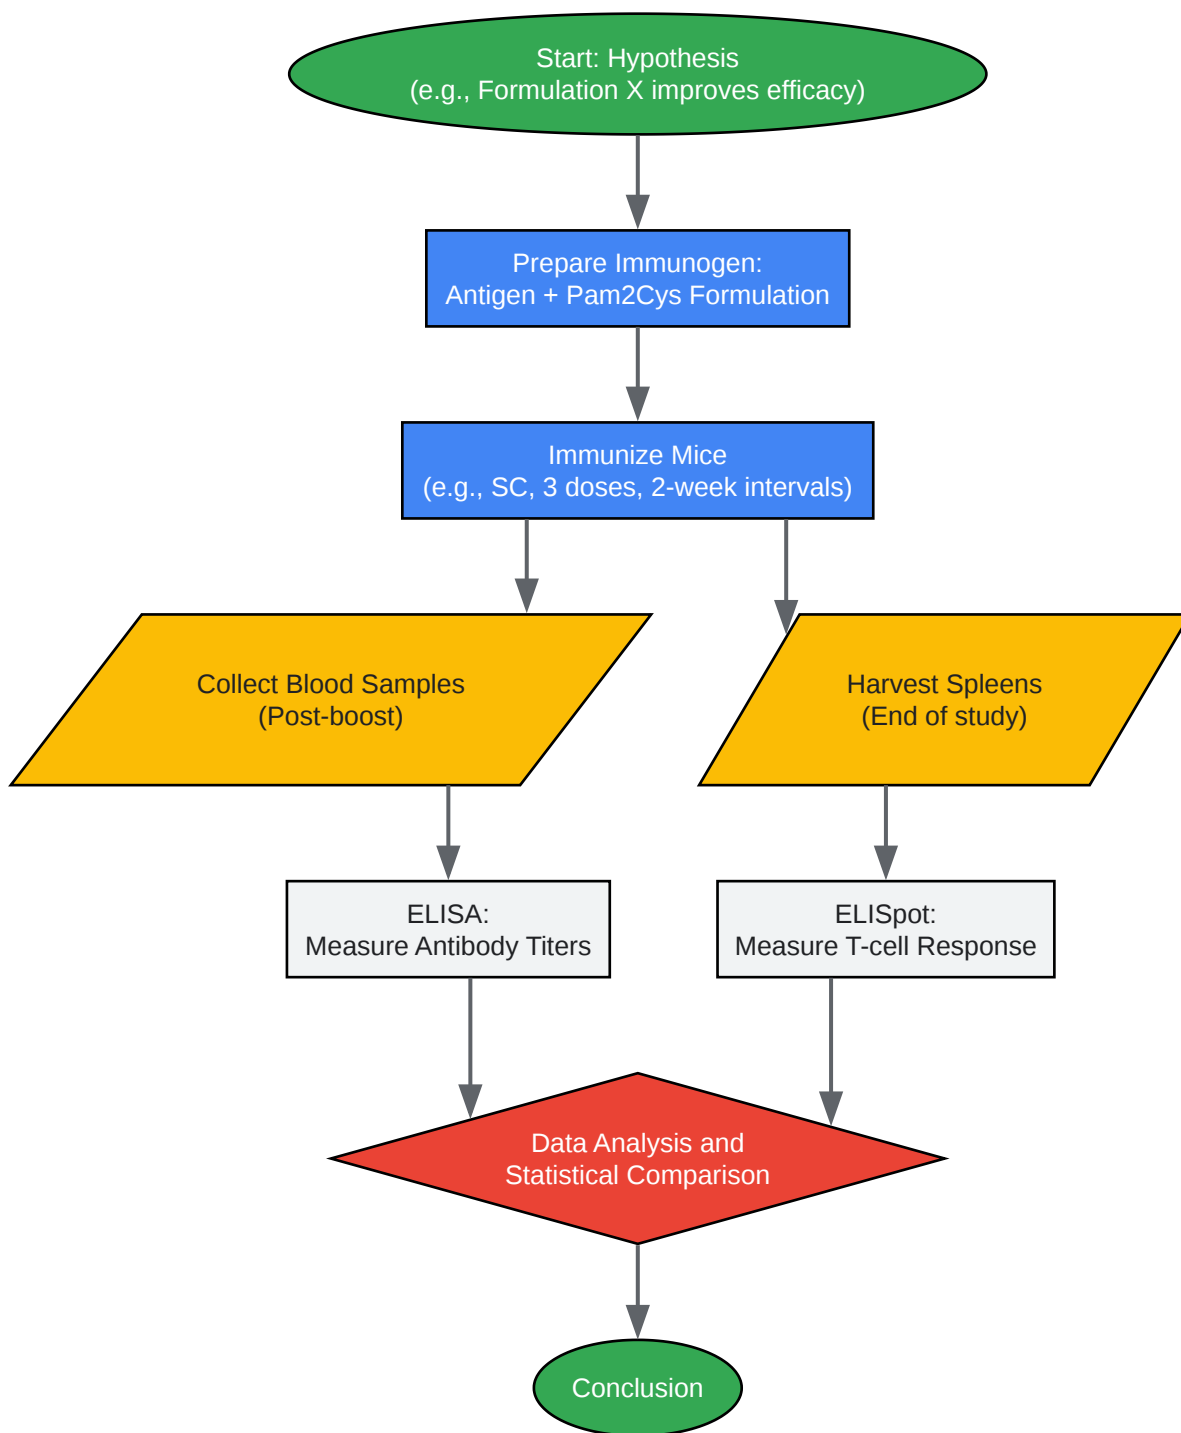 Start: Hypothesis
(e.g., Formulation X improves efficacy)
Prepare Immunogen:
Antigen + Pam2Cys Formulation
Immunize Mice
(e.g., SC, 3 doses, 2-week intervals)
Collect Blood Samples
(Post-boost)
Harvest Spleens
(End of study)
ELISA:
Measure Antibody Titers
ELISpot:
Measure T-cell Response
Data Analysis and
Statistical Comparison
Conclusion